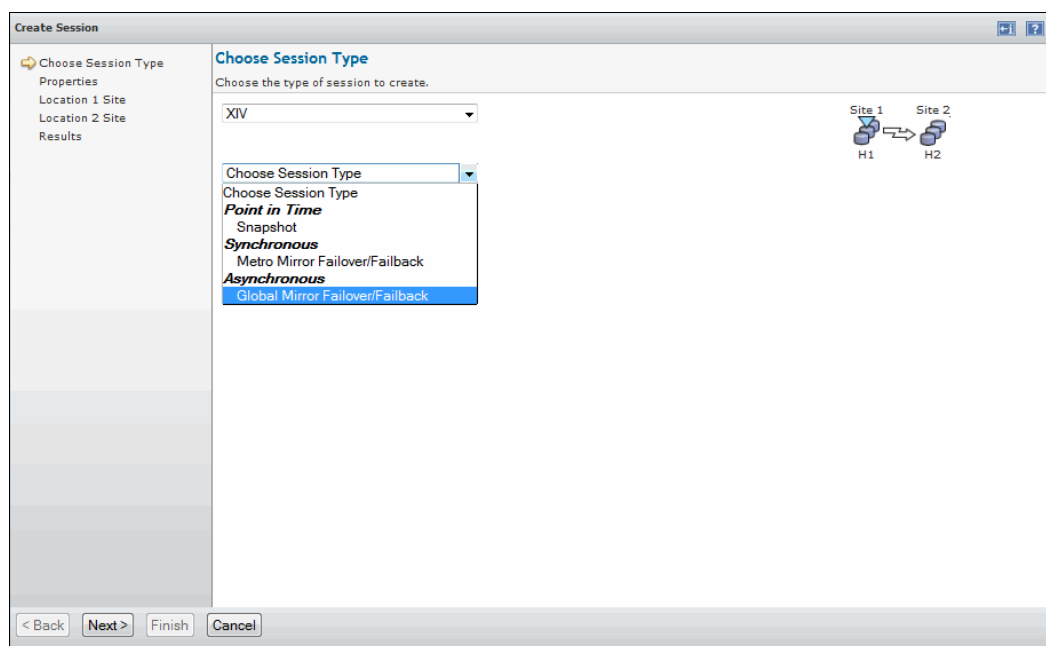 Create Session
?
Choose Session Type
Properties
Location 1 Site
Location 2 Site
Results
Choose Session Type
Choose the type of session to create.
XIV
Choose Session Type
Choose Session Type
Point in Time
Snapshot
Synchronous
Metro Mirror Failover/Failback
Asynchronous
Global Mirror Failover/Failback
Site 1 Site 2
H1 H2
< Back Next > Finish Cancel